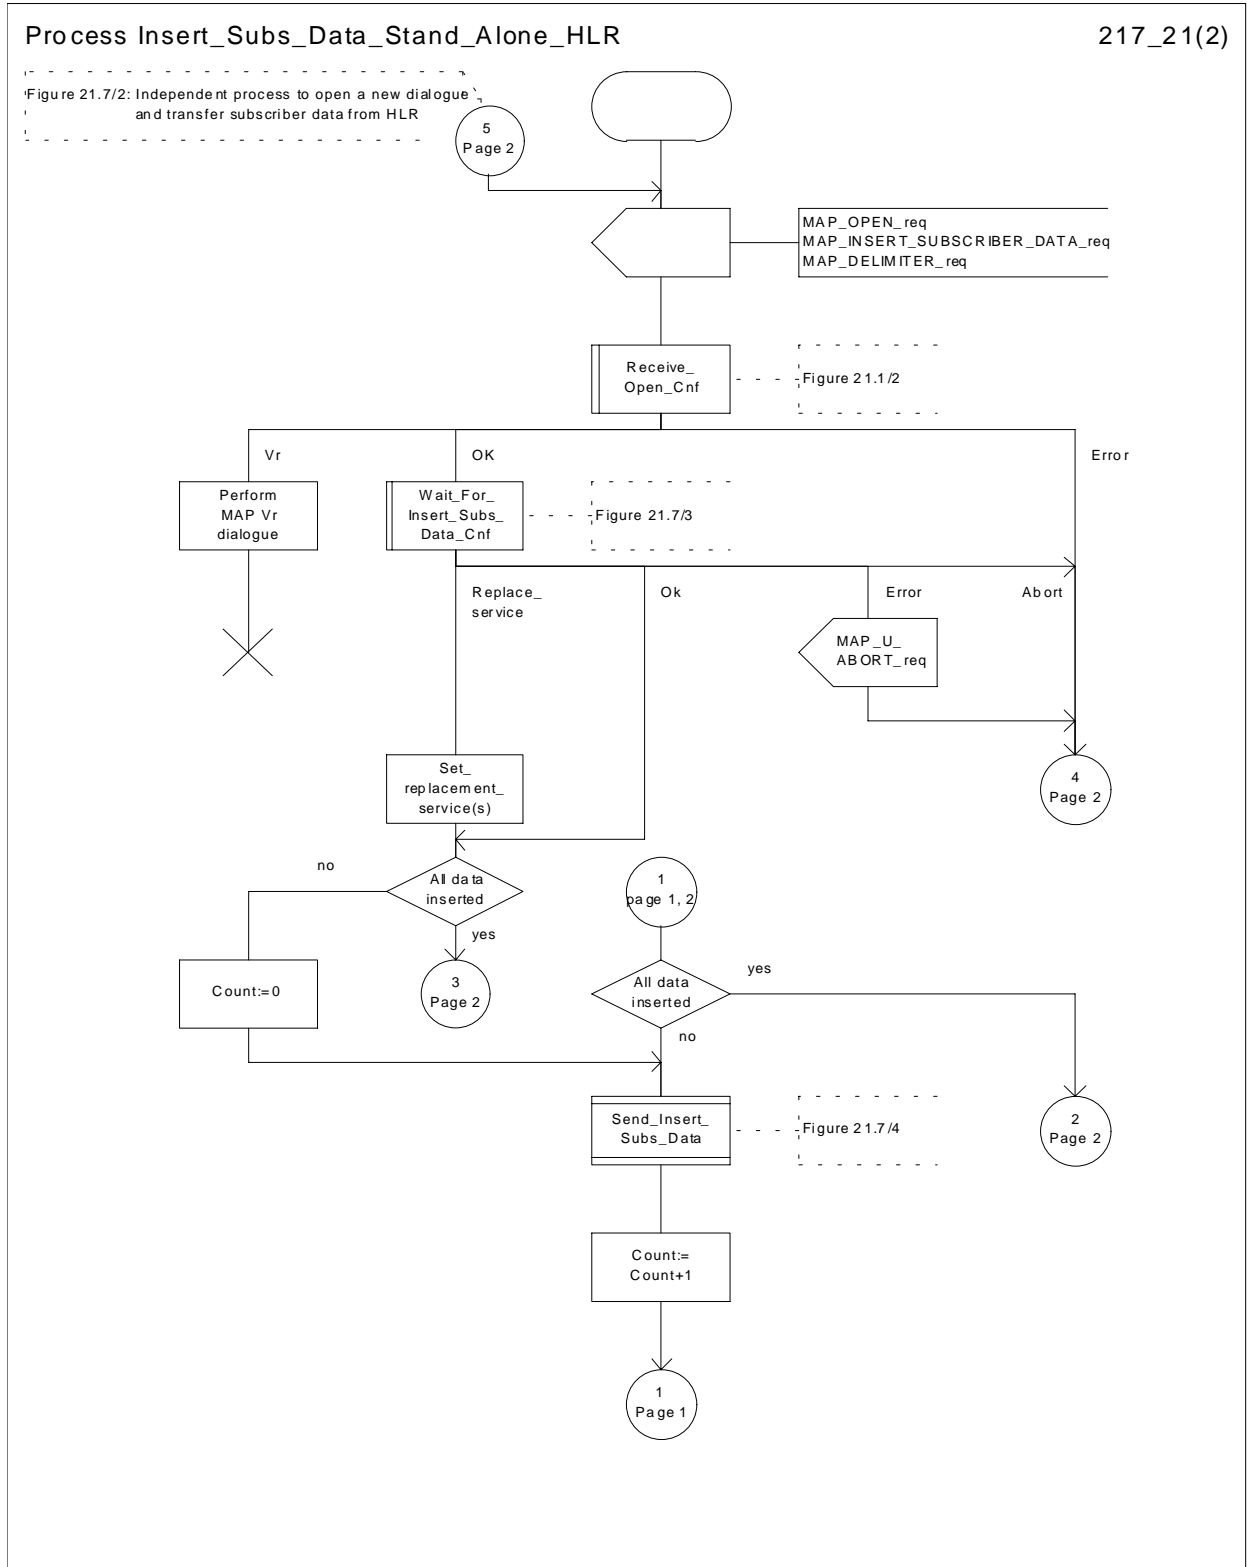 Process Insert_Subs_Data_Stand_Alone_HLR
217_21(2)
Figure 21.7/2: Independent process to open a new dialogue
and transfer subscriber data from HLR
5
Page 2
MAP_OPEN_req
MAP_INSERT_SUBSCRIBER_DATA_req
MAP_DELIMITER_req
Receive_
Open_Cnf
Figure 21.1/2
Vr
OK
Error
Perform
MAP Vr
dialogue
Wait_For_
Insert_Subs_
Data_Cnf
Figure 21.7/3
Replace_
service
Ok
Error
Abort
MAP_U_
ABORT_req
Set_
replacement_
service(s)
4
Page 2
no
All data
inserted
yes
1
page 1, 2
Count:=0
3
Page 2
All data
inserted
yes
no
Send_Insert_
Subs_Data
Figure 21.7/4
2
Page 2
Count:=
Count+1
1
Page 1